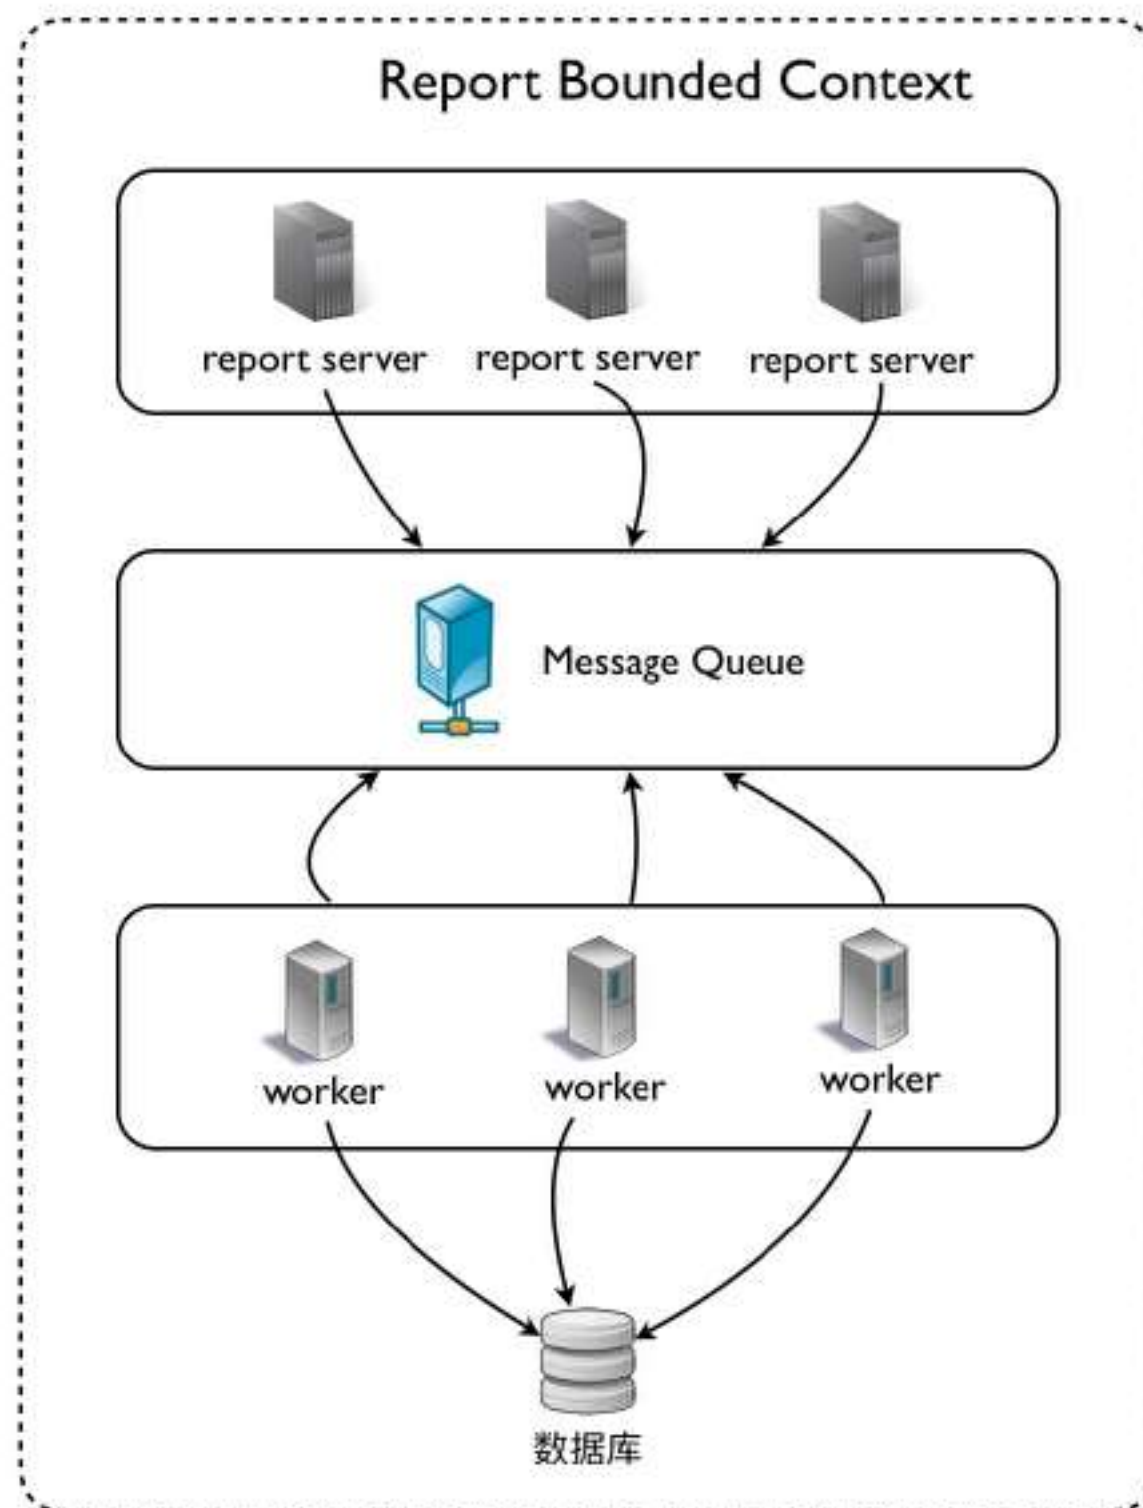 Report Bounded Context
report server
report server
report server
Message Queue
worker
worker
worker
数据库